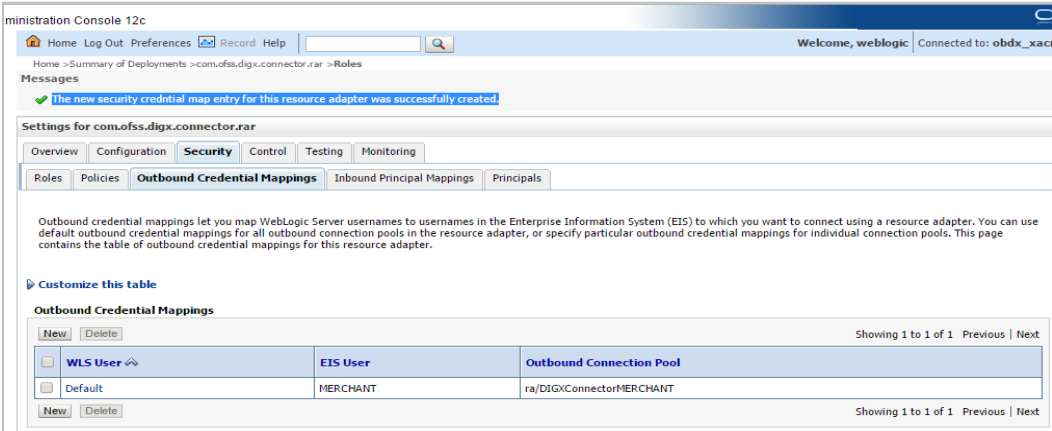 ministration Console 12c
Home Log Out Preferences Record Help Welcome, weblogic Connected to: obdx_xacm
Home >Summary of Deployments >com.ofss.digx.connector.rar >Roles
Messages
The new security credntial map entry for this resource adapter was successfully created.
Settings for com.ofss.digx.connector.rar
Overview Configuration Security Control Testing Monitoring
Roles Policies Outbound Credential Mappings Inbound Principal Mappings Principals
Outbound credential mappings let you map WebLogic Server usernames to usernames in the Enterprise Information System (EIS) to which you want to connect using a resource adapter. You can use
default outbound credential mappings for all outbound connection pools in the resource adapter, or specify particular outbound credential mappings for individual connection pools. This page
contains the table of outbound credential mappings for this resource adapter.
Customize this table
Outbound Credential Mappings
New Delete Showing 1 to 1 of 1 Previous | Next
WLS User EIS User Outbound Connection Pool
Default MERCHANT ra/DIGXConnectorMERCHANT
New Delete Showing 1 to 1 of 1 Previous | Next